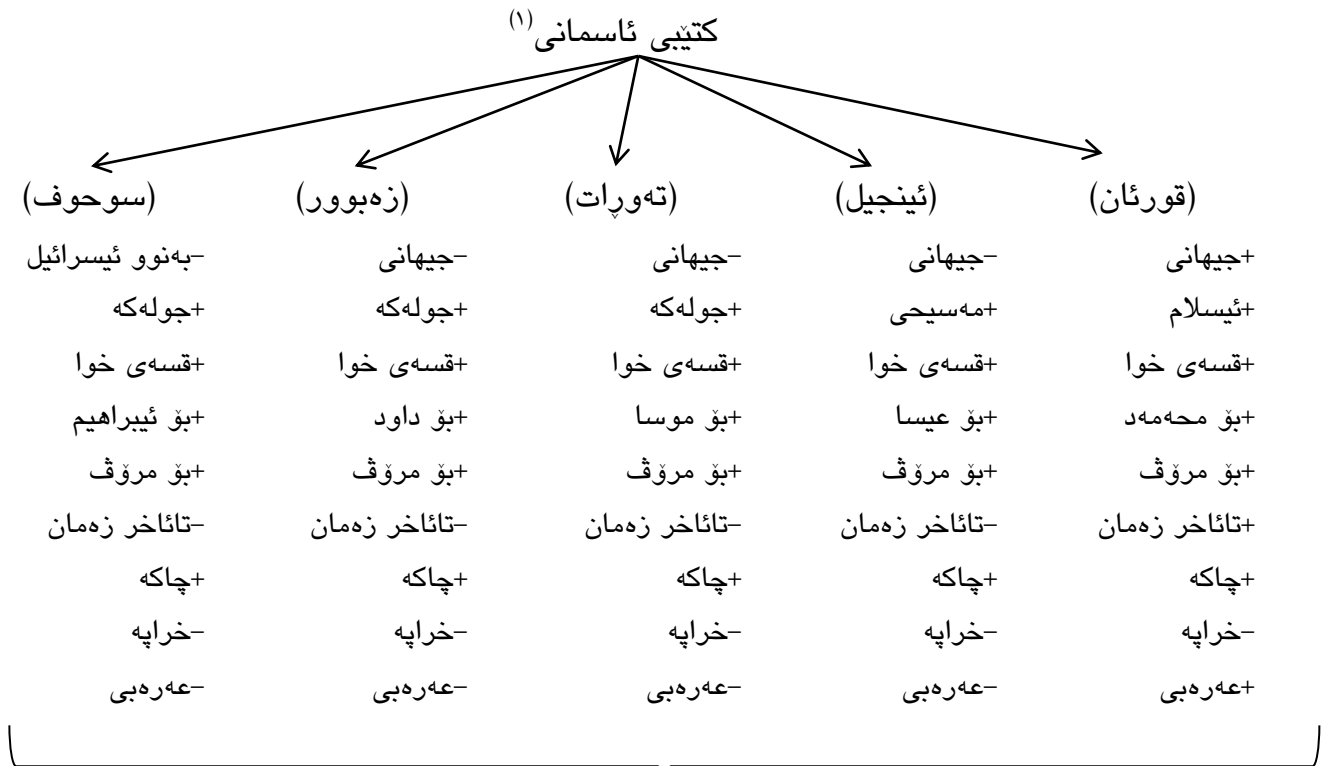 کتێبی ئاسمانی(١)
(قورئان) (ئینجیل) (تەوڕات) (زەبوور) (سوحوف)
+جیهانی –جیهانی –جیهانی –جیهانی –بەنوو ئیسرائیل
+ئیسلام +مەسیحی +جولەکە +جولەکە +جولەکە
+قسەی خوا +قسەی خوا +قسەی خوا +قسەی خوا +قسەی خوا
+بۆ محەمەد +بۆ عیسا +بۆ موسا +بۆ داود +بۆ ئیبراهیم
+بۆ مرۆڤ +بۆ مرۆڤ +بۆ مرۆڤ +بۆ مرۆڤ +بۆ مرۆڤ
+تائاخر زەمان –تائاخر زەمان –تائاخر زەمان –تائاخر زەمان –تائاخر زەمان
+چاکە +چاکە +چاکە +چاکە +چاکە
–خراپە –خراپە –خراپە –خراپە –خراپە
+عەرەبی –عەرەبی –عەرەبی –عەرەبی –عەرەبی